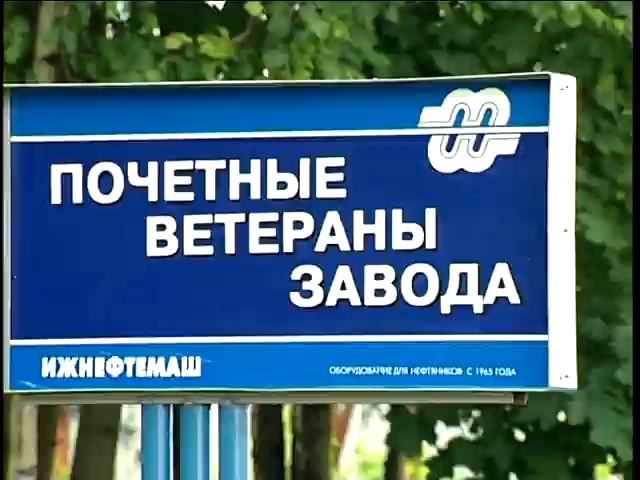 ПОЧЕТНЫЕ
ВЕТЕРАНЫ
ЗАВОДА
ИЖНЕФТЕМАШ
ОБОРУДОВАНИЕ ДЛЯ НЕФТЯНИКОВ С 1965 ГОДА